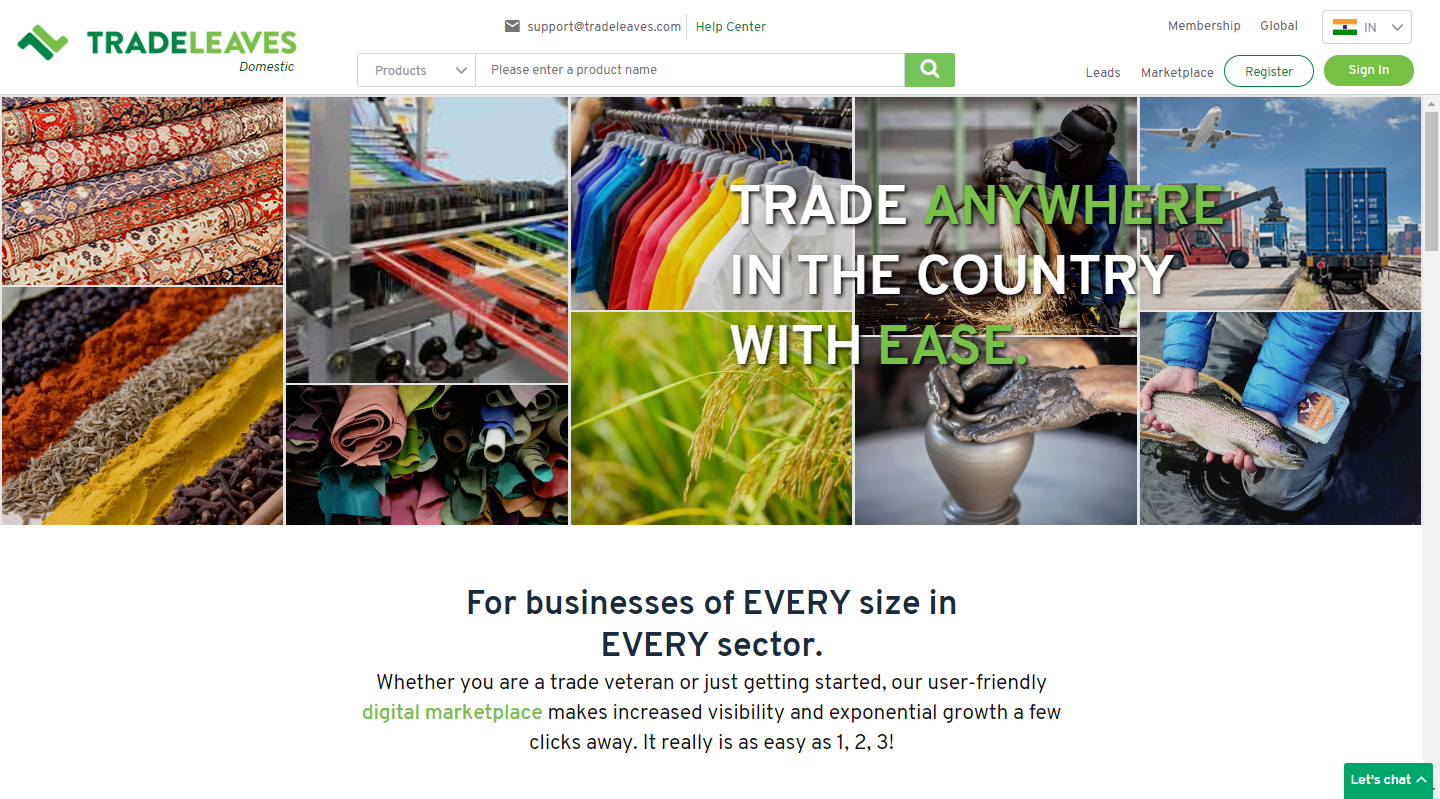 TRADELEAVES
Domestic
support@tradeleaves.com
Help Center
Membership
Global
IN
Products
Please enter a product name
Leads
Marketplace
Register
Sign In
TRADE ANYWHERE
IN THE COUNTRY
WITH EASE.
For businesses of EVERY size in
EVERY sector.
Whether you are a trade veteran or just getting started, our user-friendly
digital marketplace makes increased visibility and exponential growth a few
clicks away. It really is as easy as 1, 2, 3!
Let's chat